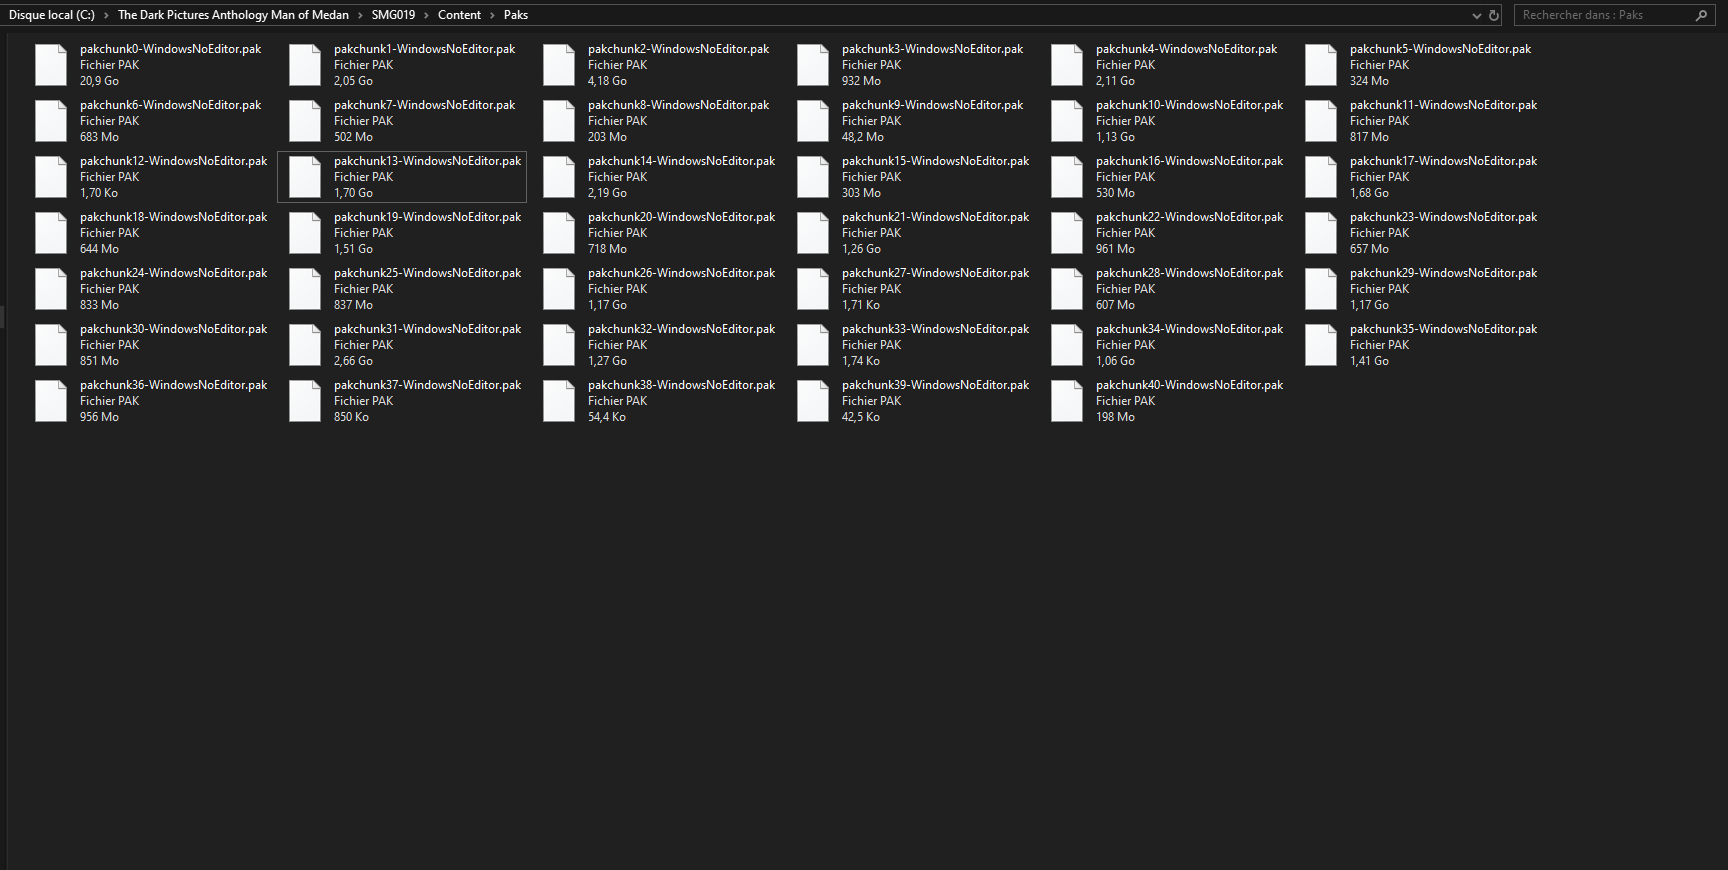 Disque local (C:) > The Dark Pictures Anthology Man of Medan > SMG019 > Content > Paks
Rechercher dans : Paks
pakchunk0-WindowsNoEditor.pak
Fichier PAK
20,9 Go
pakchunk1-WindowsNoEditor.pak
Fichier PAK
2,05 Go
pakchunk2-WindowsNoEditor.pak
Fichier PAK
4,18 Go
pakchunk3-WindowsNoEditor.pak
Fichier PAK
932 Mo
pakchunk4-WindowsNoEditor.pak
Fichier PAK
2,11 Go
pakchunk5-WindowsNoEditor.pak
Fichier PAK
324 Mo
pakchunk6-WindowsNoEditor.pak
Fichier PAK
683 Mo
pakchunk7-WindowsNoEditor.pak
Fichier PAK
502 Mo
pakchunk8-WindowsNoEditor.pak
Fichier PAK
203 Mo
pakchunk9-WindowsNoEditor.pak
Fichier PAK
48,2 Mo
pakchunk10-WindowsNoEditor.pak
Fichier PAK
1,13 Go
pakchunk11-WindowsNoEditor.pak
Fichier PAK
817 Mo
pakchunk12-WindowsNoEditor.pak
Fichier PAK
1,70 Ko
pakchunk13-WindowsNoEditor.pak
Fichier PAK
1,70 Go
pakchunk14-WindowsNoEditor.pak
Fichier PAK
2,19 Go
pakchunk15-WindowsNoEditor.pak
Fichier PAK
303 Mo
pakchunk16-WindowsNoEditor.pak
Fichier PAK
530 Mo
pakchunk17-WindowsNoEditor.pak
Fichier PAK
1,68 Go
pakchunk18-WindowsNoEditor.pak
Fichier PAK
644 Mo
pakchunk19-WindowsNoEditor.pak
Fichier PAK
1,51 Go
pakchunk20-WindowsNoEditor.pak
Fichier PAK
718 Mo
pakchunk21-WindowsNoEditor.pak
Fichier PAK
1,26 Go
pakchunk22-WindowsNoEditor.pak
Fichier PAK
961 Mo
pakchunk23-WindowsNoEditor.pak
Fichier PAK
657 Mo
pakchunk24-WindowsNoEditor.pak
Fichier PAK
833 Mo
pakchunk25-WindowsNoEditor.pak
Fichier PAK
837 Mo
pakchunk26-WindowsNoEditor.pak
Fichier PAK
1,17 Go
pakchunk27-WindowsNoEditor.pak
Fichier PAK
1,71 Ko
pakchunk28-WindowsNoEditor.pak
Fichier PAK
607 Mo
pakchunk29-WindowsNoEditor.pak
Fichier PAK
1,17 Go
pakchunk30-WindowsNoEditor.pak
Fichier PAK
851 Mo
pakchunk31-WindowsNoEditor.pak
Fichier PAK
2,66 Go
pakchunk32-WindowsNoEditor.pak
Fichier PAK
1,27 Go
pakchunk33-WindowsNoEditor.pak
Fichier PAK
1,74 Ko
pakchunk34-WindowsNoEditor.pak
Fichier PAK
1,06 Go
pakchunk35-WindowsNoEditor.pak
Fichier PAK
1,41 Go
pakchunk36-WindowsNoEditor.pak
Fichier PAK
956 Mo
pakchunk37-WindowsNoEditor.pak
Fichier PAK
850 Ko
pakchunk38-WindowsNoEditor.pak
Fichier PAK
54,4 Ko
pakchunk39-WindowsNoEditor.pak
Fichier PAK
42,5 Ko
pakchunk40-WindowsNoEditor.pak
Fichier PAK
198 Mo